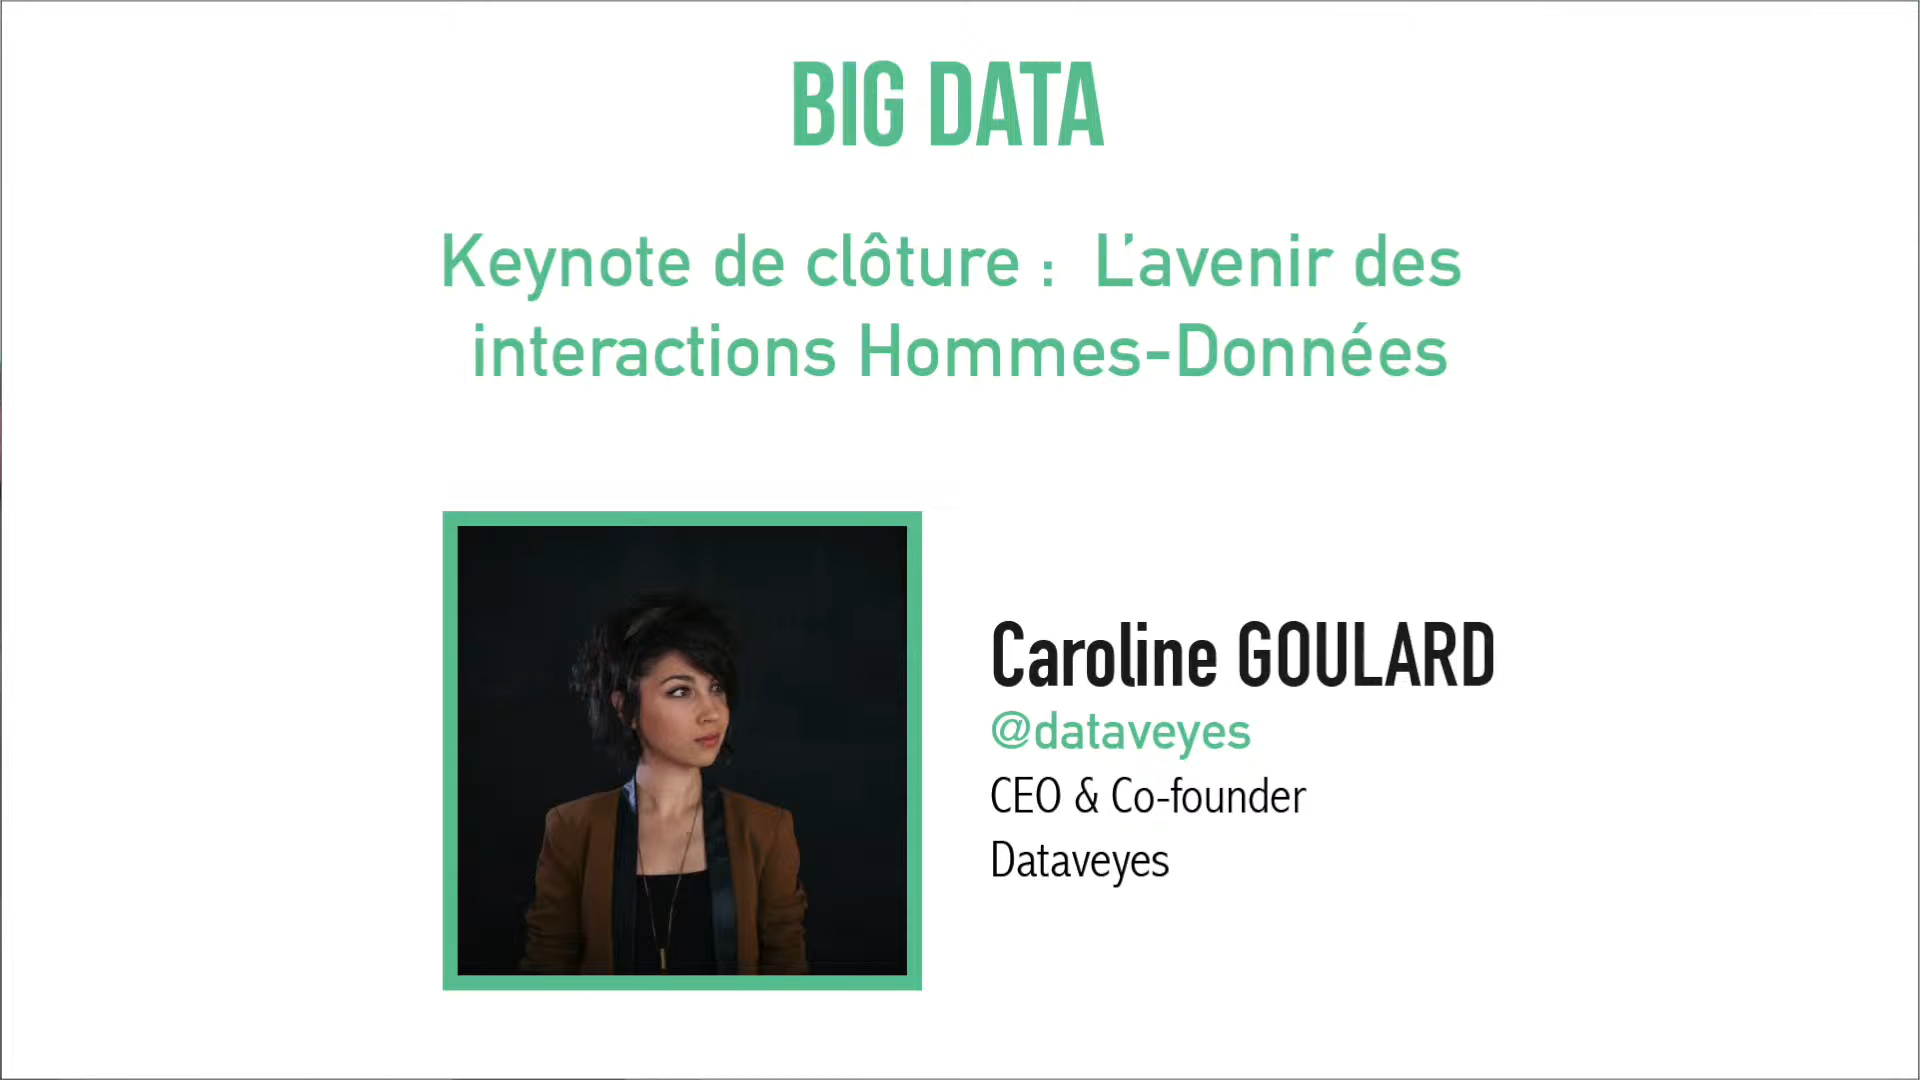 BIG DATA
Keynote de clôture : L’avenir des
interactions Hommes-Données
Caroline GOULARD
@dataveyes
CEO & Co-founder
Dataveyes